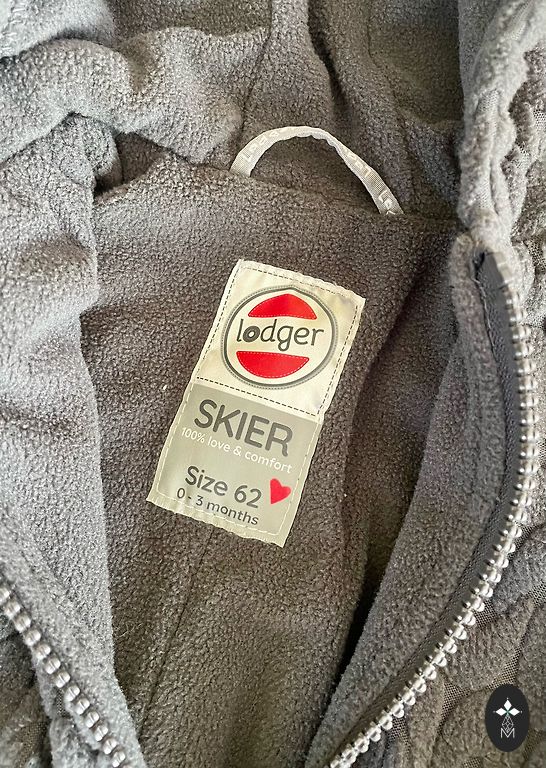 lodger
SKIER
100% love & comfort
Size 62
0 - 3 months